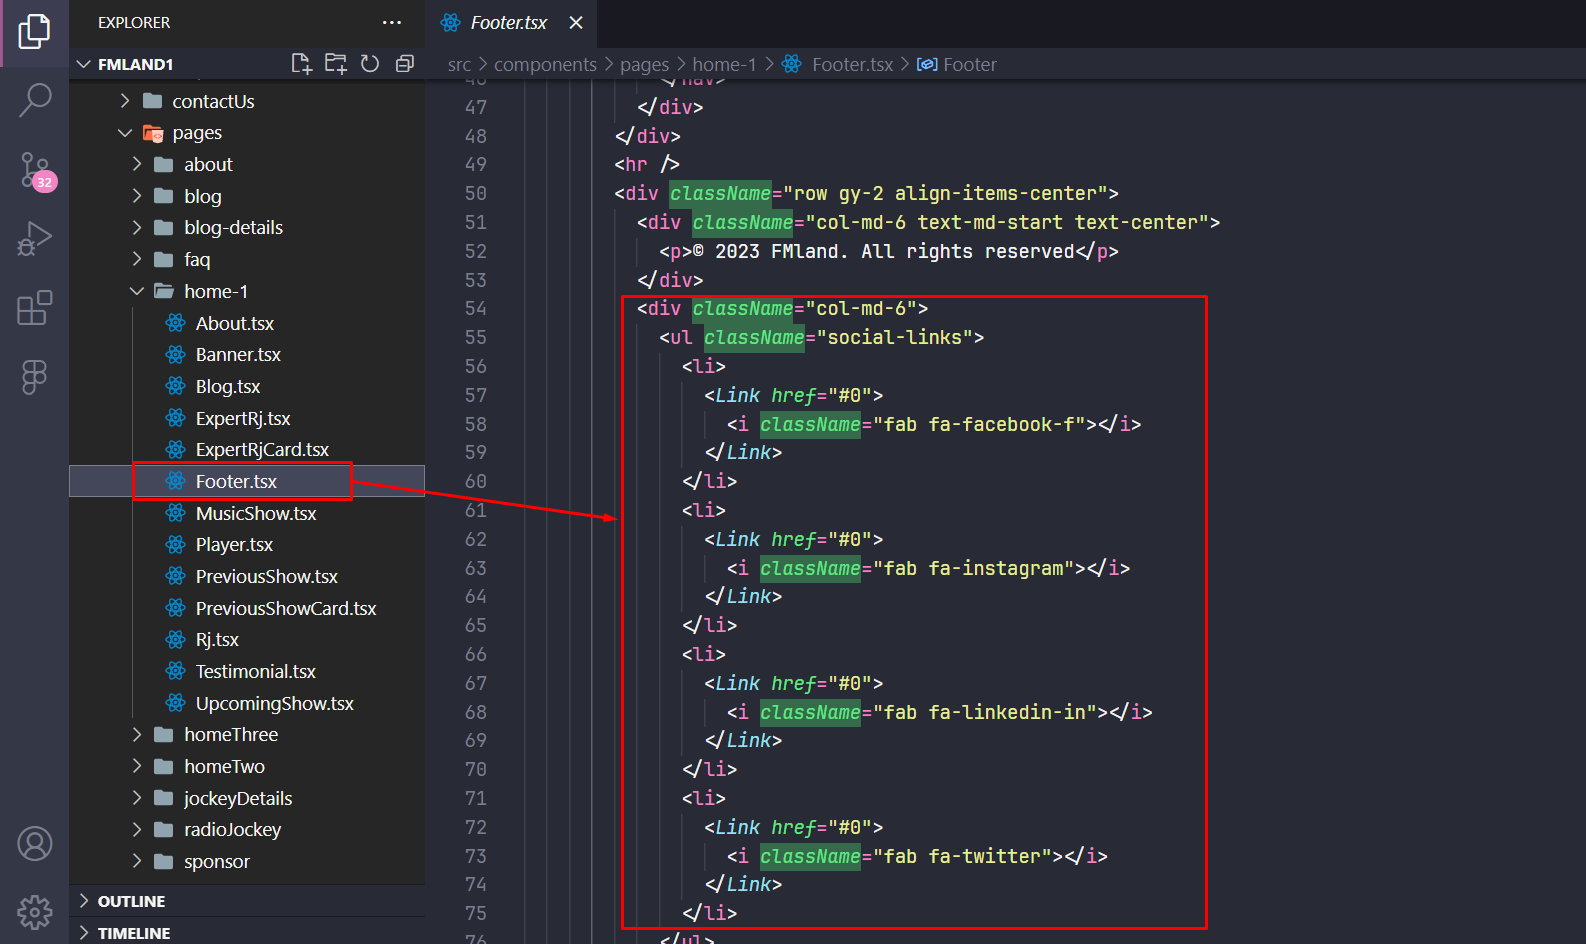 EXPLORER
FMLAND1
contactUs
pages
about
blog
blog-details
faq
home-1
About.tsx
Banner.tsx
Blog.tsx
ExpertRj.tsx
ExpertRjCard.tsx
Footer.tsx
MusicShow.tsx
Player.tsx
PreviousShow.tsx
PreviousShowCard.tsx
Rj.tsx
Testimonial.tsx
UpcomingShow.tsx
homeThree
homeTwo
jockeyDetails
radioJockey
sponsor
OUTLINE
TIMELINE
32
Footer.tsx
src > components > pages > home-1 > Footer.tsx > Footer
46 </nav>
47 </div>
48 </div>
49 <hr />
50 <div className="row gy-2 align-items-center">
51 <div className="col-md-6 text-md-start text-center">
52 <p>© 2023 FMland. All rights reserved</p>
53 </div>
54 <div className="col-md-6">
55 <ul className="social-links">
56 <li>
57 <Link href="#0">
58 <i className="fab fa-facebook-f"></i>
59 </Link>
60 </li>
61 <li>
62 <Link href="#0">
63 <i className="fab fa-instagram"></i>
64 </Link>
65 </li>
66 <li>
67 <Link href="#0">
68 <i className="fab fa-linkedin-in"></i>
69 </Link>
70 </li>
71 <li>
72 <Link href="#0">
73 <i className="fab fa-twitter"></i>
74 </Link>
75 </li>
76 </ul>